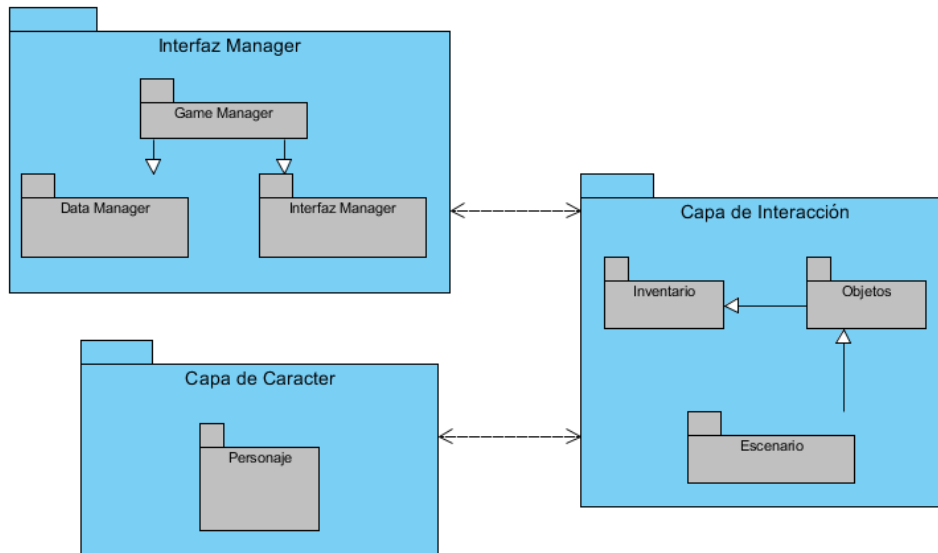 Interfaz Manager
Game Manager
Data Manager
Interfaz Manager
Capa de Interacción
Inventario
Objetos
Escenario
Capa de Caracter
Personaje